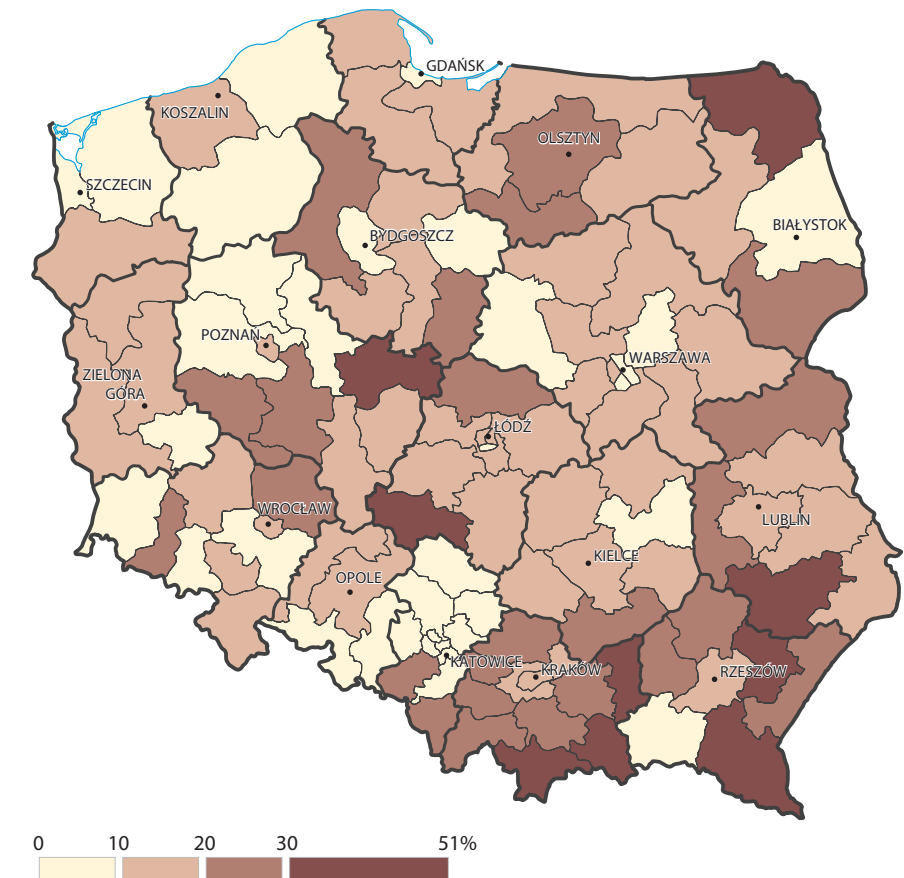 GDAŃSK
KOSZALIN
OLSZTYN
SZCZECIN
BIAŁYSTOK
BYDGOSZCZ
POZNAŃ
WARSZAWA
ZIELONA
GÓRA
ŁÓDŹ
WROCŁAW
LUBLIN
KIELCE
OPOLE
KATOWICE
KRAKÓW
RZESZÓW
0 10 20 30 51%